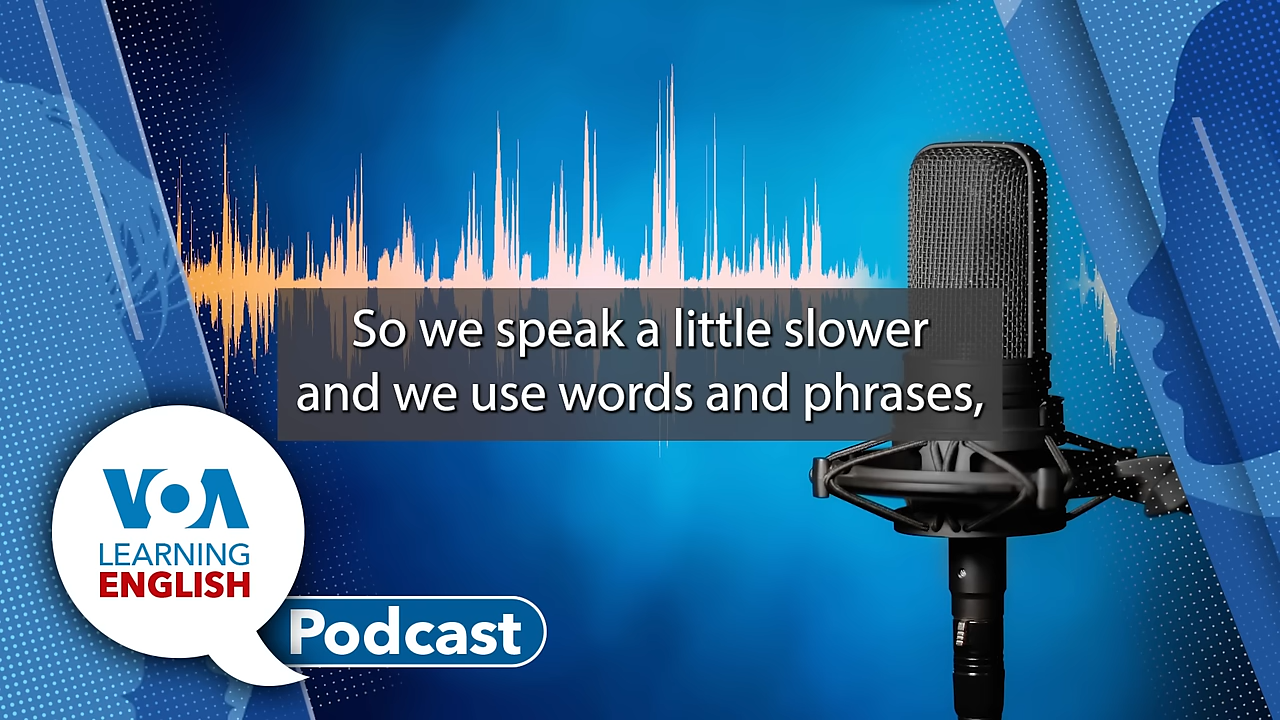 So we speak a little slower
and we use words and phrases,
VOA
LEARNING
ENGLISH
Podcast